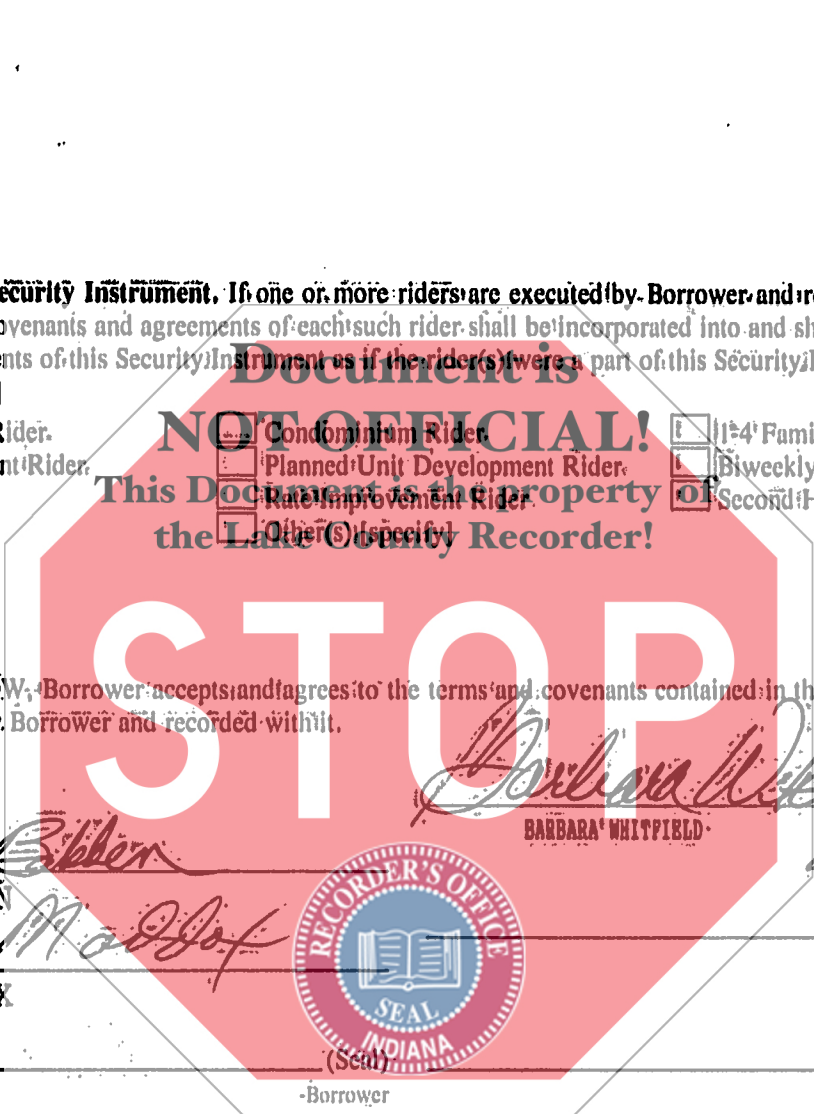 ecurity Instrument. If one or more riders are executed by Borrower and r
ovenants and agreements of each such rider shall be incorporated into and sh
nts of this Security Instrument as if the rider(s) were a part of this Security I
Document is
NOT OFFICIAL!
This Document is the property of
the Lake County Recorder!
Rider.
Condominium Rider.
1-4 Fami
nt Rider.
Planned Unit Development Rider.
Biweekly
Rate Improvement Rider.
Second H
Other(s) [specify]
STOP
W, Borrower accepts and agrees to the terms and covenants contained in th
Borrower and recorded with it.
Barbara
BARBARA WHITFIELD
Maddox
N
X
RECORDER'S OFFICE
SEAL
INDIANA
(Seal)
-Borrower